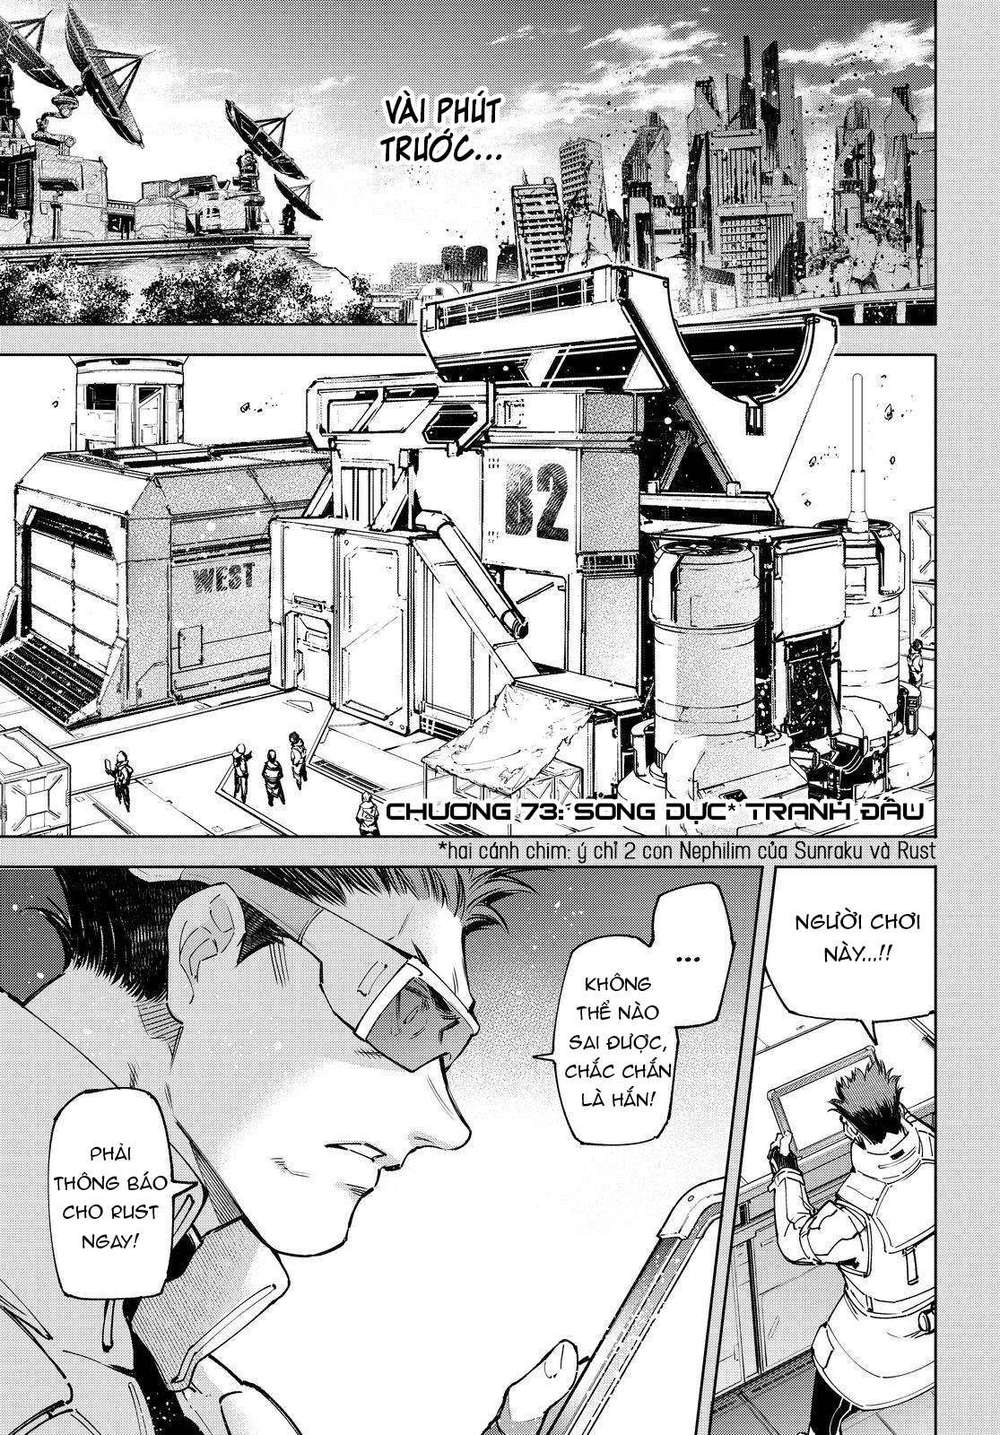 VÀI PHÚT
TRƯỚC...
B2
WEST
CHƯƠNG 73: SONG DỰC* TRANH ĐẤU
*hai cánh chim: ý chỉ 2 con Nephilim của Sunraku và Rust
NGƯỜI CHƠI
NÀY...!!
...
KHÔNG
THỂ NÀO
SAI ĐƯỢC,
CHẮC CHẮN
LÀ HẮN!
PHẢI
THÔNG BÁO
CHO RUST
NGAY!